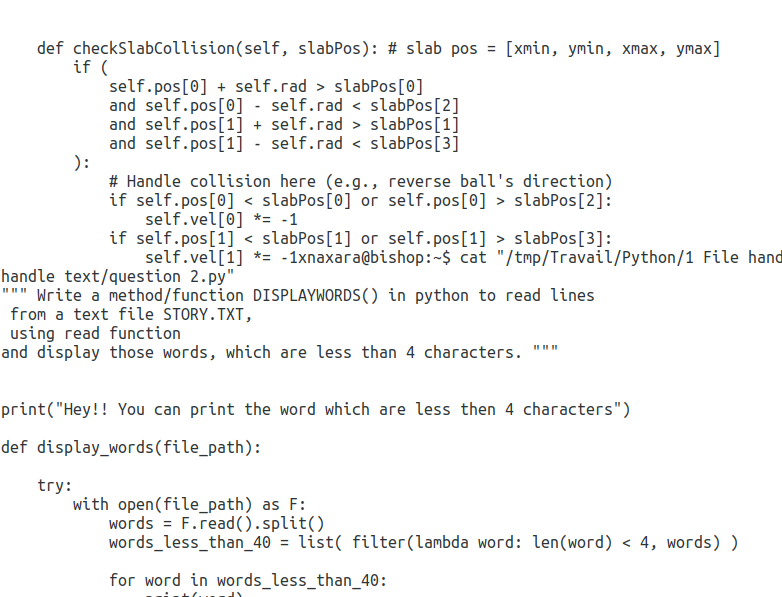 def checkSlabCollision(self, slabPos): # slab pos = [xmin, ymin, xmax, ymax]
        if (
            self.pos[0] + self.rad > slabPos[0]
            and self.pos[0] - self.rad < slabPos[2]
            and self.pos[1] + self.rad > slabPos[1]
            and self.pos[1] - self.rad < slabPos[3]
        ):
            # Handle collision here (e.g., reverse ball's direction)
            if self.pos[0] < slabPos[0] or self.pos[0] > slabPos[2]:
                self.vel[0] *= -1
            if self.pos[1] < slabPos[1] or self.pos[1] > slabPos[3]:
                self.vel[1] *= -1xnaxara@bishop:~$ cat "/tmp/Travail/Python/1 File hand
handle text/question 2.py"
""" Write a method/function DISPLAYWORDS() in python to read lines
 from a text file STORY.TXT,
 using read function
and display those words, which are less than 4 characters. """
print("Hey!! You can print the word which are less then 4 characters")
def display_words(file_path):
    try:
        with open(file_path) as F:
            words = F.read().split()
            words_less_than_40 = list( filter(lambda word: len(word) < 4, words) )
            for word in words_less_than_40:
                print(word)